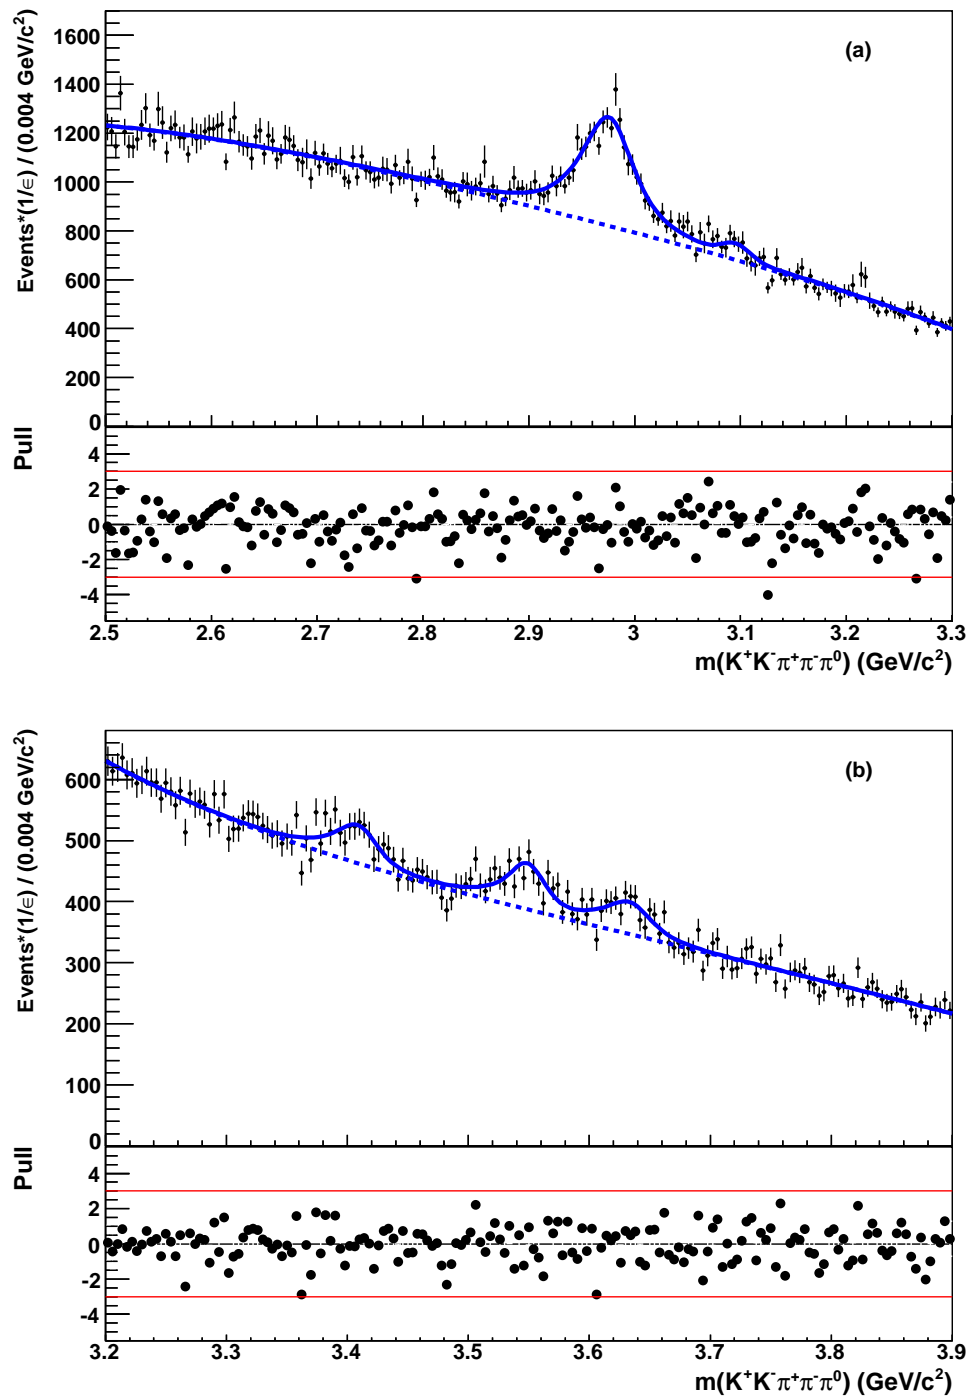 Events*(1/ϵ) / (0.004 GeV/c²)
(a)
1600
1400
1200
1000
800
600
400
200
0
Pull
4
2
0
-2
-4
2.5 2.6 2.7 2.8 2.9 3 3.1 3.2 3.3
m(K⁺K⁻π⁺π⁻π⁰) (GeV/c²)
Events*(1/ϵ) / (0.004 GeV/c²)
(b)
600
500
400
300
200
100
0
Pull
4
2
0
-2
-4
3.2 3.3 3.4 3.5 3.6 3.7 3.8 3.9
m(K⁺K⁻π⁺π⁻π⁰) (GeV/c²)